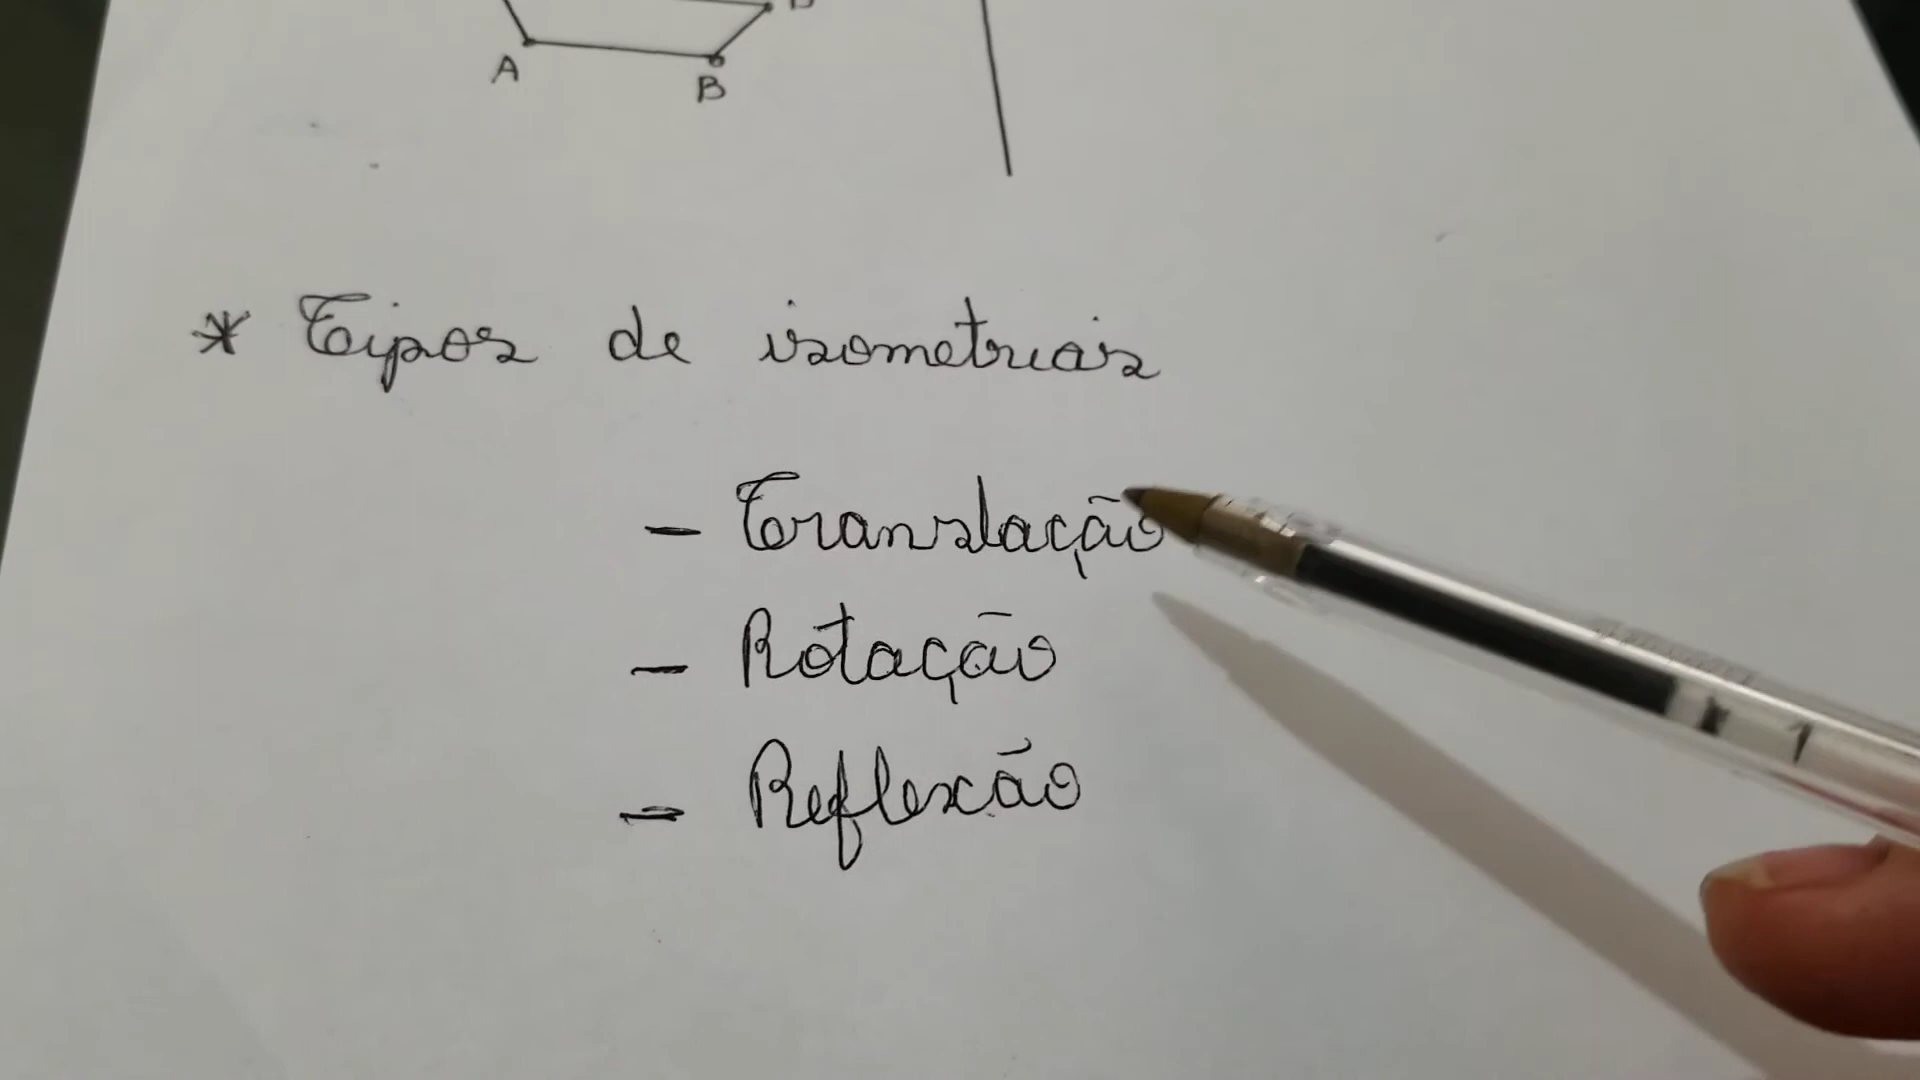 A
B
* Tipos de isometrias
- Translação
- Rotação
- Reflexão